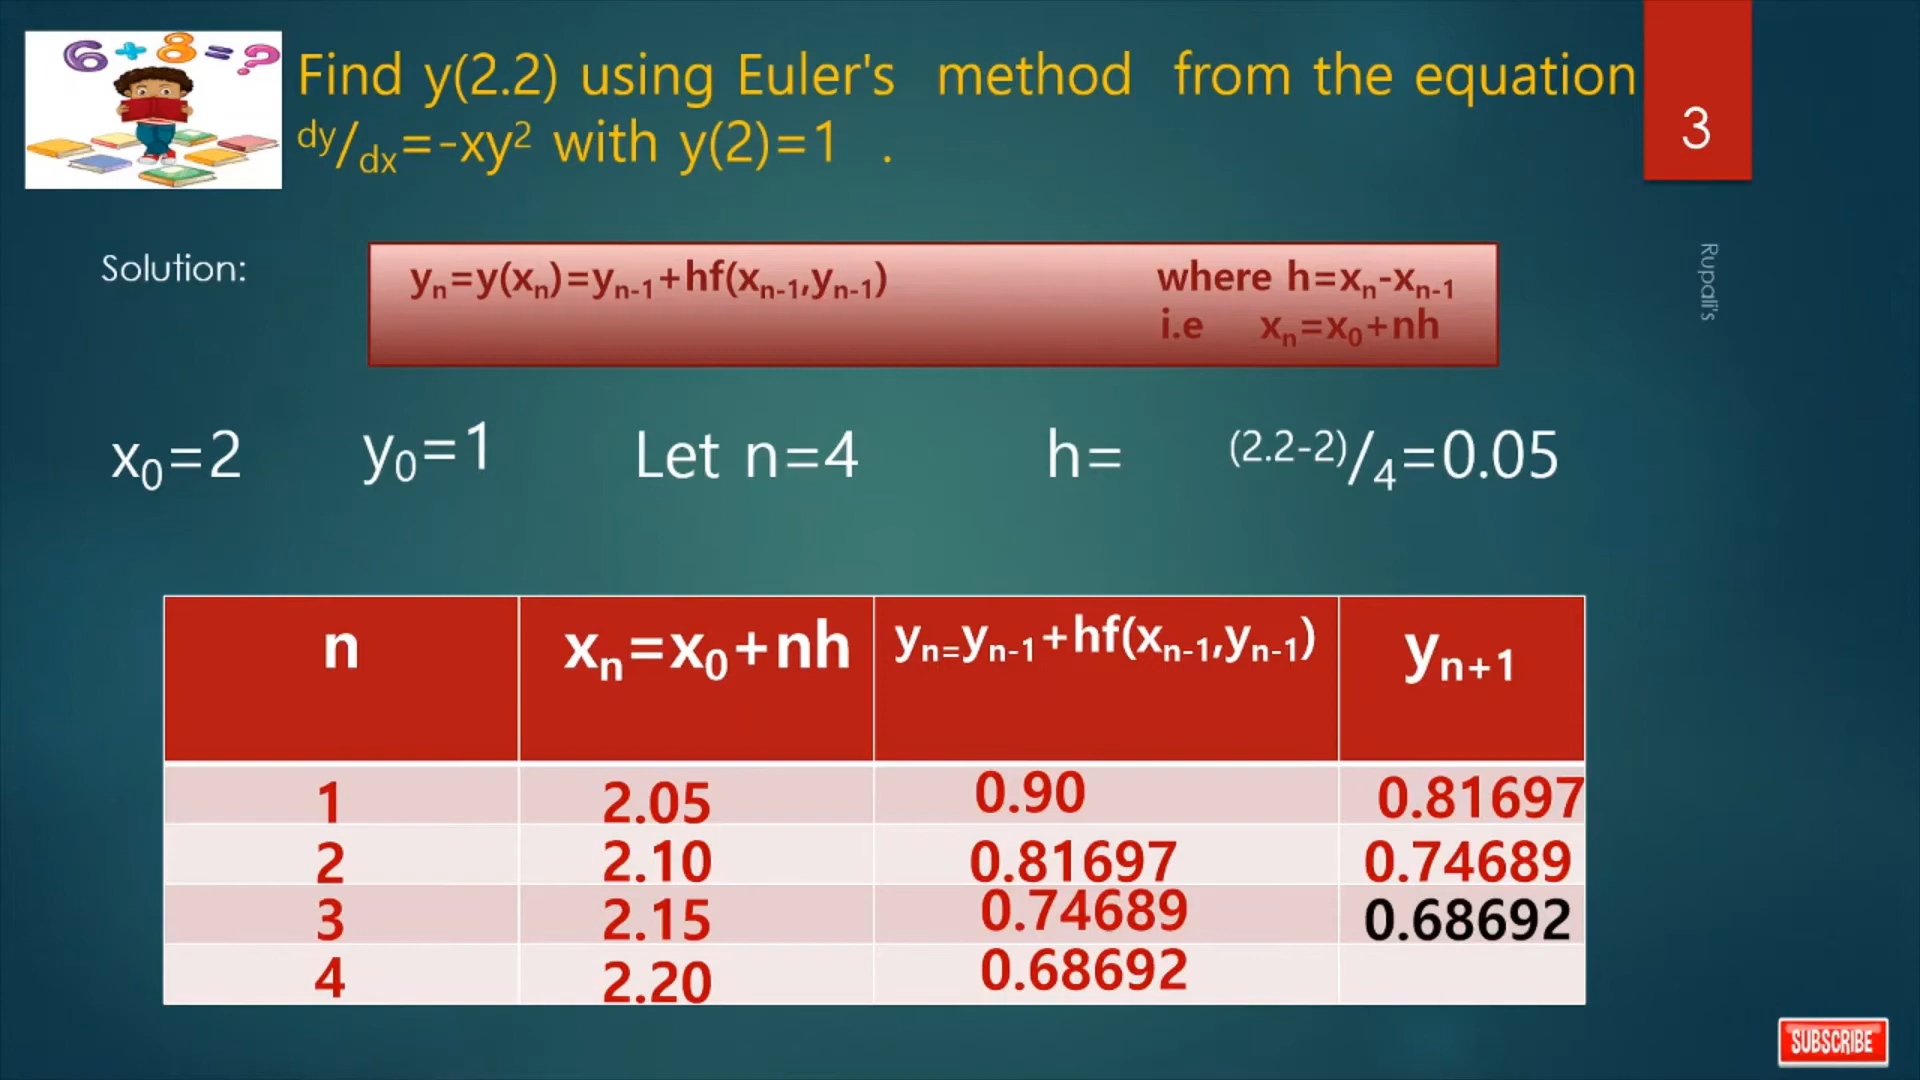 6+8=?
Find y(2.2) using Euler's method from the equation
dy/dx=-xy² with y(2)=1 .
3
Rupali's
Solution:
yₙ=y(xₙ)=yₙ₋₁+hf(xₙ₋₁,yₙ₋₁) where h=xₙ-xₙ₋₁
i.e xₙ=x₀+nh
x₀=2 y₀=1 Let n=4 h= (2.2-2)/4=0.05
n xₙ=x₀+nh yₙ₌yₙ₋₁+hf(xₙ₋₁,yₙ₋₁) yₙ₊₁
1 2.05 0.90 0.81697
2 2.10 0.81697 0.74689
3 2.15 0.74689 0.68692
4 2.20 0.68692
SUBSCRIBE